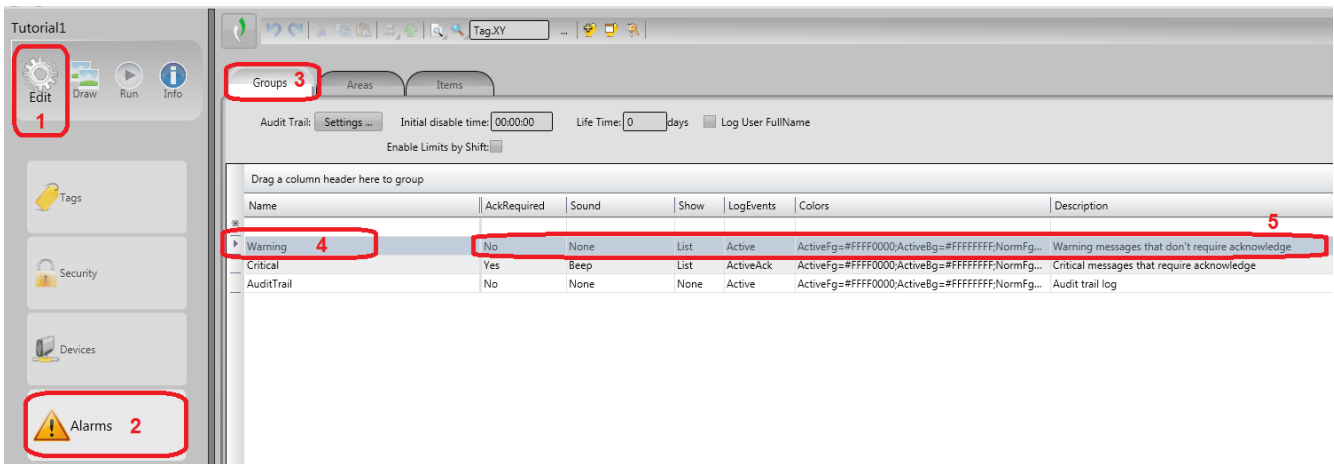 Tutorial1
Edit Draw Run Info
1
Tag.XY ...
Groups 3 Areas Items
Audit Trail: Settings ... Initial disable time: 00:00:00 Life Time: 0 days Log User FullName
Enable Limits by Shift:
Drag a column header here to group
Name AckRequired Sound Show LogEvents Colors Description
5
Warning 4 No None List Active ActiveFg=#FFFF0000;ActiveBg=#FFFFFFFF;NormFg... Warning messages that don't require acknowledge
Critical Yes Beep List ActiveAck ActiveFg=#FFFF0000;ActiveBg=#FFFFFFFF;NormFg... Critical messages that require acknowledge
AuditTrail No None None Active ActiveFg=#FFFF0000;ActiveBg=#FFFFFFFF;NormFg... Audit trail log
Tags
Security
Devices
Alarms 2